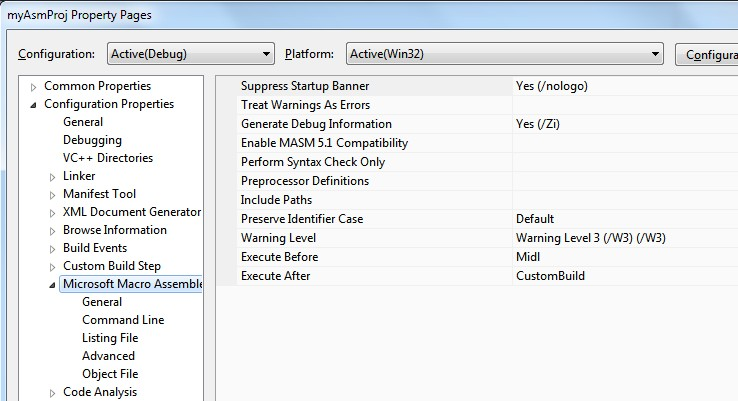 myAsmProj Property Pages
Configuration: Active(Debug) Platform: Active(Win32) Configura
Common Properties
Configuration Properties
General
Debugging
VC++ Directories
Linker
Manifest Tool
XML Document Generator
Browse Information
Build Events
Custom Build Step
Microsoft Macro Assemble
General
Command Line
Listing File
Advanced
Object File
Code Analysis
Suppress Startup Banner Yes (/nologo)
Treat Warnings As Errors
Generate Debug Information Yes (/Zi)
Enable MASM 5.1 Compatibility
Perform Syntax Check Only
Preprocessor Definitions
Include Paths
Preserve Identifier Case Default
Warning Level Warning Level 3 (/W3) (/W3)
Execute Before Midl
Execute After CustomBuild